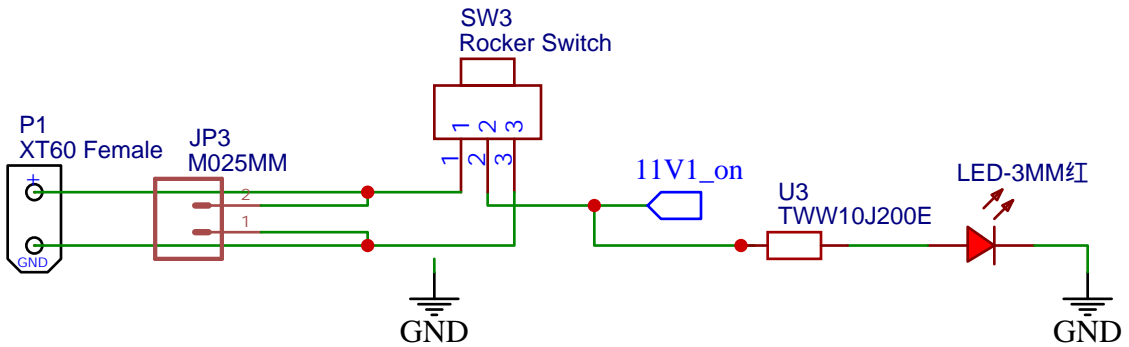 SW3
Rocker Switch
P1
XT60 Female
JP3
M025MM
1
2
3
1
2
3
+
2
1
GND
11V1_on
U3
TWW10J200E
LED-3MM红
GND
GND